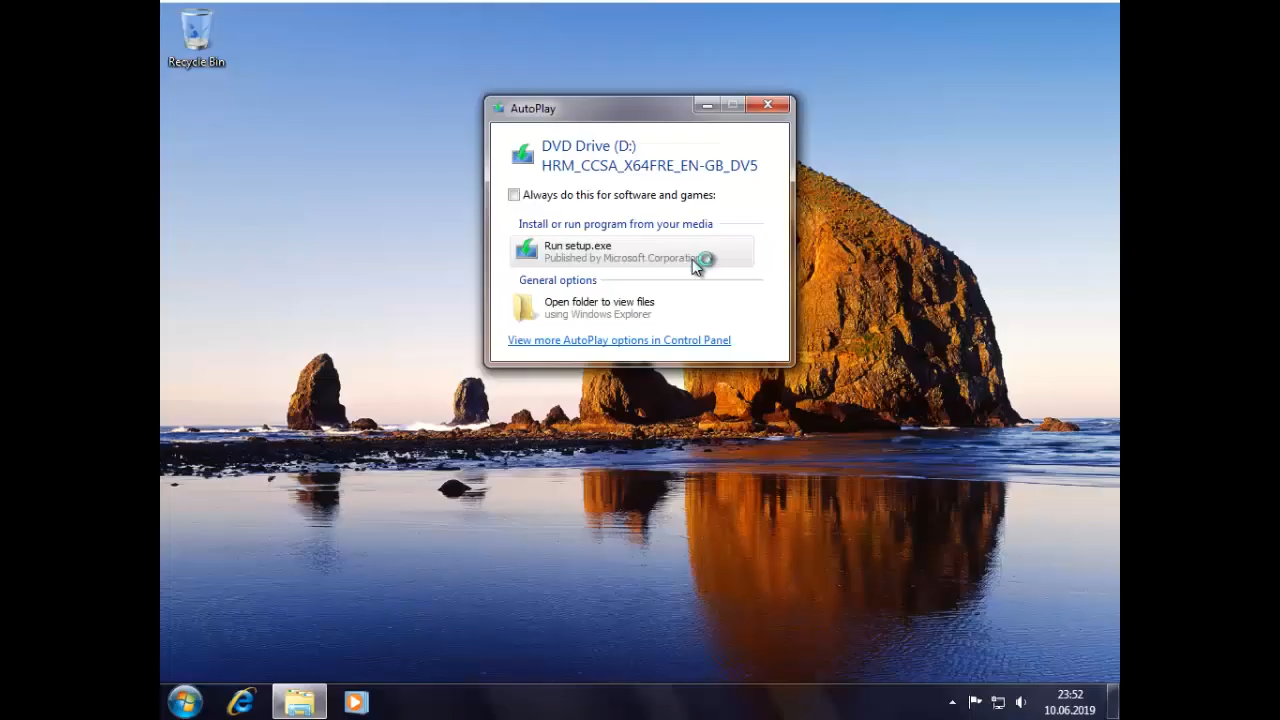 Recycle Bin
AutoPlay
DVD Drive (D:)
HRM_CCSA_X64FRE_EN-GB_DV5
Always do this for software and games:
Install or run program from your media
Run setup.exe
Published by Microsoft Corporation
General options
Open folder to view files
using Windows Explorer
View more AutoPlay options in Control Panel
23:52
10.06.2019